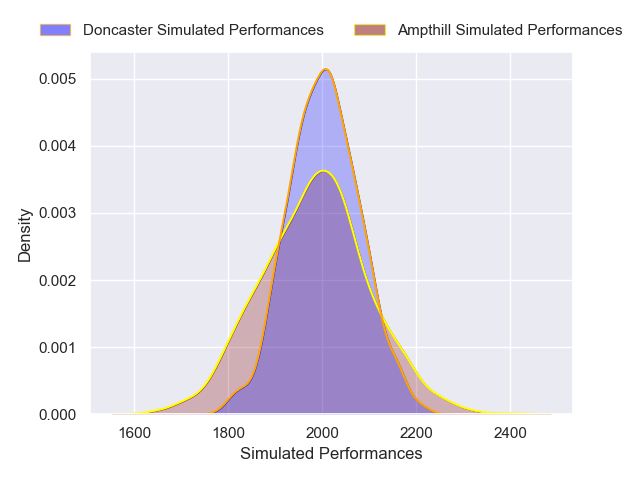 Doncaster Simulated Performances
Ampthill Simulated Performances
0.005
0.004
0.003
0.002
0.001
0.000
Density
1600 1800 2000 2200 2400
Simulated Performances